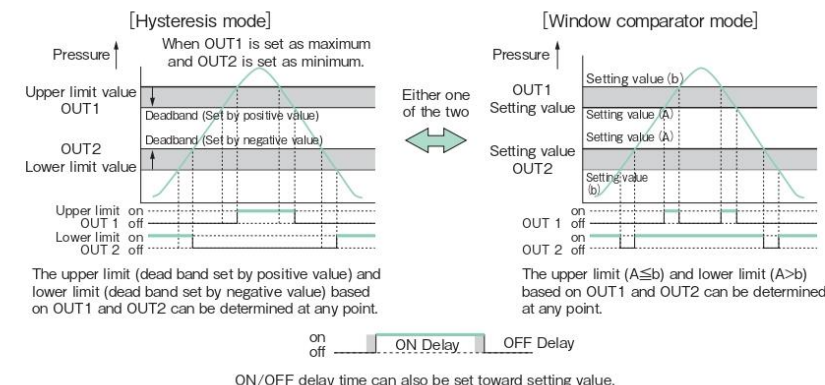 [Hysteresis mode]
When OUT1 is set as maximum
and OUT2 is set as minimum.
Pressure
Upper limit value
OUT1
Deadband (Set by positive value)
Deadband (Set by negative value)
OUT2
Lower limit value
Upper limit on
OUT 1 off
Lower limit on
OUT 2 off
The upper limit (dead band set by positive value) and
lower limit (dead band set by negative value) based
on OUT1 and OUT2 can be determined at any point.
Either one
of the two
[Window comparator mode]
Pressure
Setting value (b)
OUT1
Setting value
Setting value (A)
Setting value (A)
Setting value
OUT2
Setting value
(b)
on
OUT 1 off
on
OUT 2 off
The upper limit (A≦b) and lower limit (A>b)
based on OUT1 and OUT2 can be determined
at any point.
on
off
ON Delay
OFF Delay
ON/OFF delay time can also be set toward setting value.